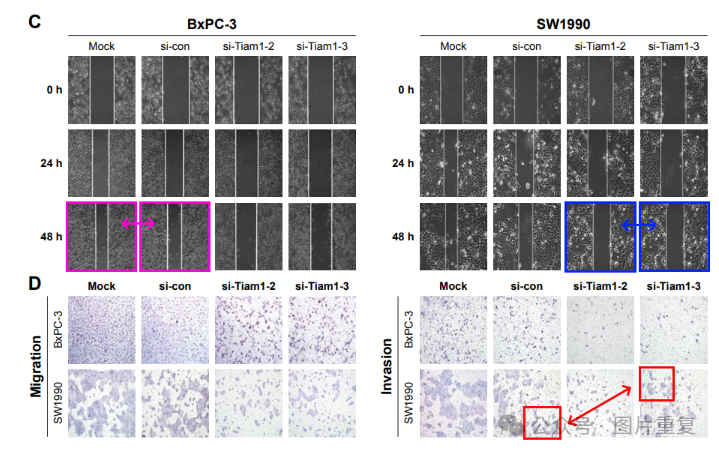 C
BxPC-3
SW1990
Mock si-con si-Tiam1-2 si-Tiam1-3
Mock si-con si-Tiam1-2 si-Tiam1-3
0 h
0 h
24 h
24 h
48 h
48 h
D
Mock si-con si-Tiam1-2 si-Tiam1-3
Mock si-con si-Tiam1-2 si-Tiam1-3
Migration
BxPC-3
SW1990
Invasion
BxPC-3
SW1990
公众号 · 图片重复